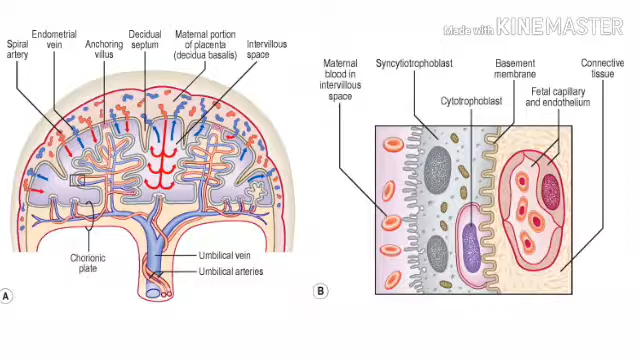 Made with KINEMASTER
Spiral
artery
Endometrial
vein
Anchoring
villus
Decidual
septum
Maternal portion
of placenta
(decidua basalis)
Intervillous
space
Chorionic
plate
Umbilical vein
Umbilical arteries
A
Maternal
blood in
intervillous
space
Syncytiotrophoblast
Cytotrophoblast
Basement
membrane
Fetal capillary
and endothelium
Connective
tissue
B